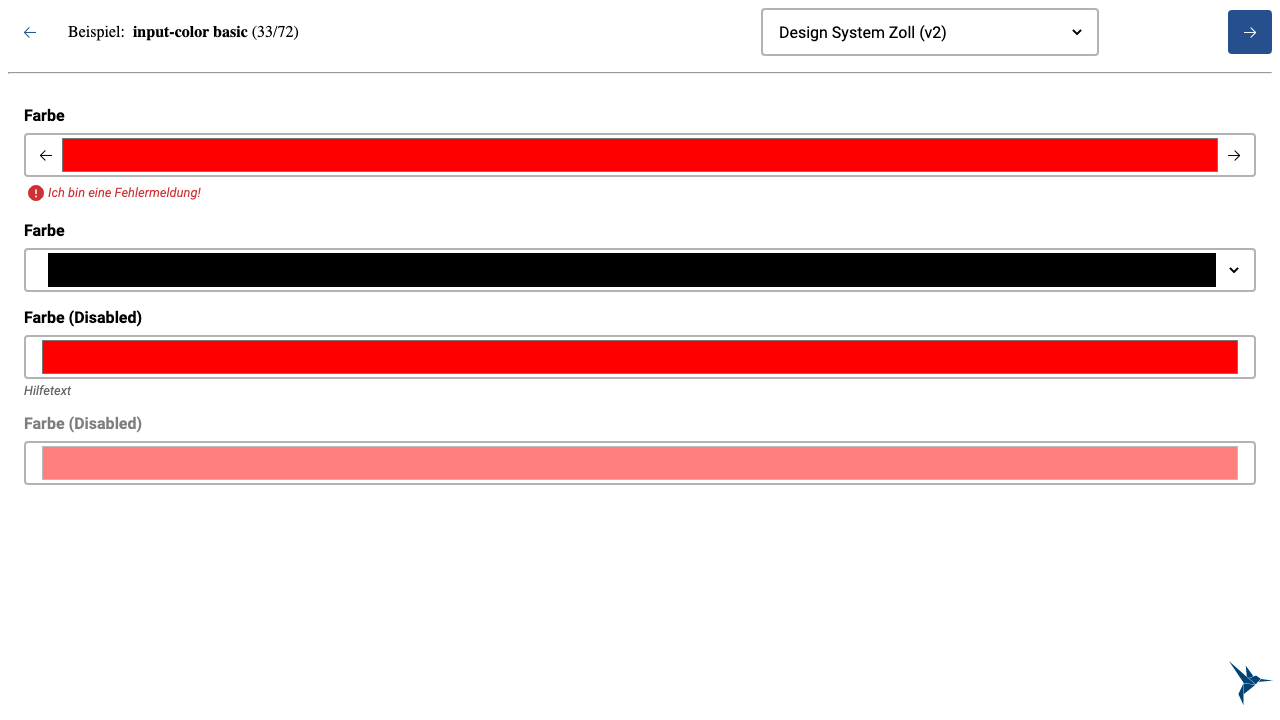 Beispiel: input-color basic (33/72)
Design System Zoll (v2)
Farbe
Ich bin eine Fehlermeldung!
Farbe
Farbe (Disabled)
Hilfetext
Farbe (Disabled)